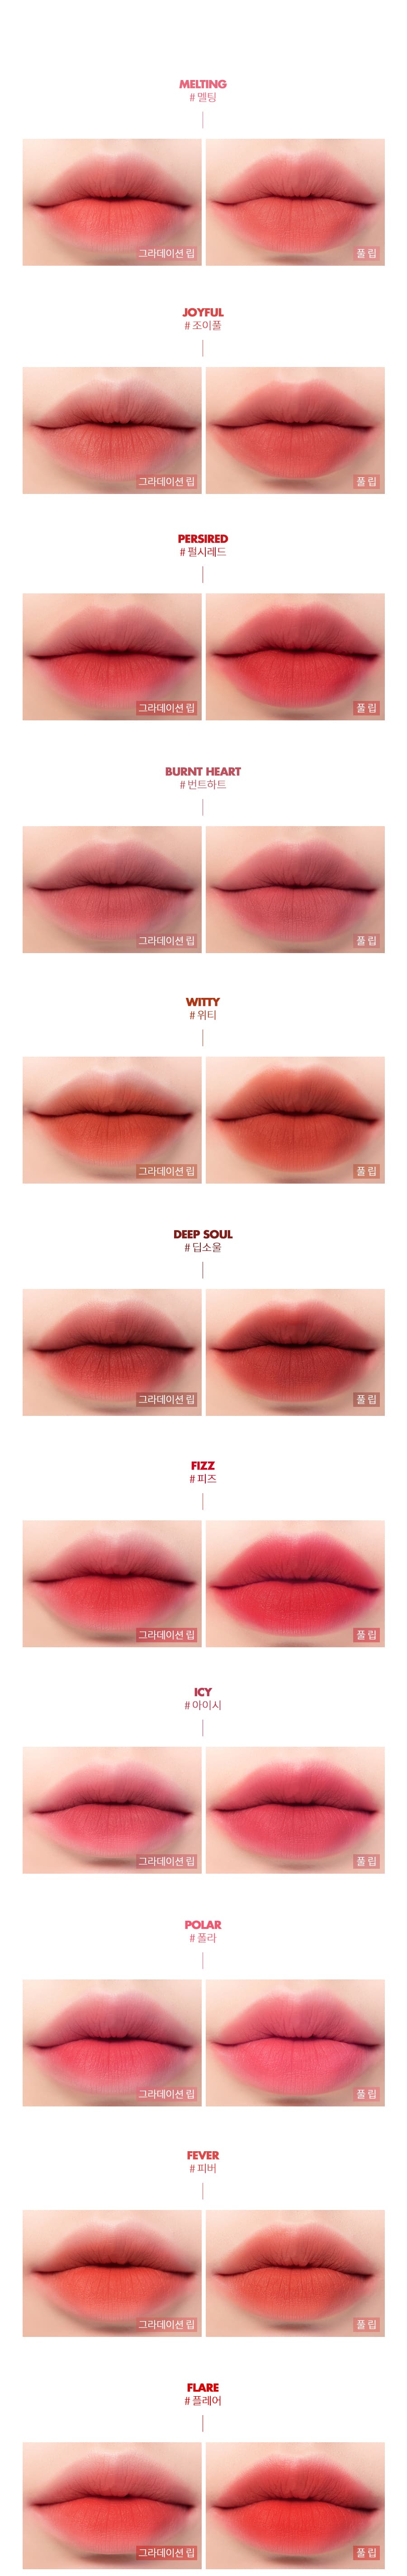 MELTING
# 멜팅
그라데이션 립
풀 립
JOYFUL
# 조이풀
그라데이션 립
풀 립
PERSIRED
# 펄시레드
그라데이션 립
풀 립
BURNT HEART
# 번트하트
그라데이션 립
풀 립
WITTY
# 위티
그라데이션 립
풀 립
DEEP SOUL
# 딥소울
그라데이션 립
풀 립
FIZZ
# 피즈
그라데이션 립
풀 립
ICY
# 아이시
그라데이션 립
풀 립
POLAR
# 폴라
그라데이션 립
풀 립
FEVER
# 피버
그라데이션 립
풀 립
FLARE
# 플레어
그라데이션 립
풀 립